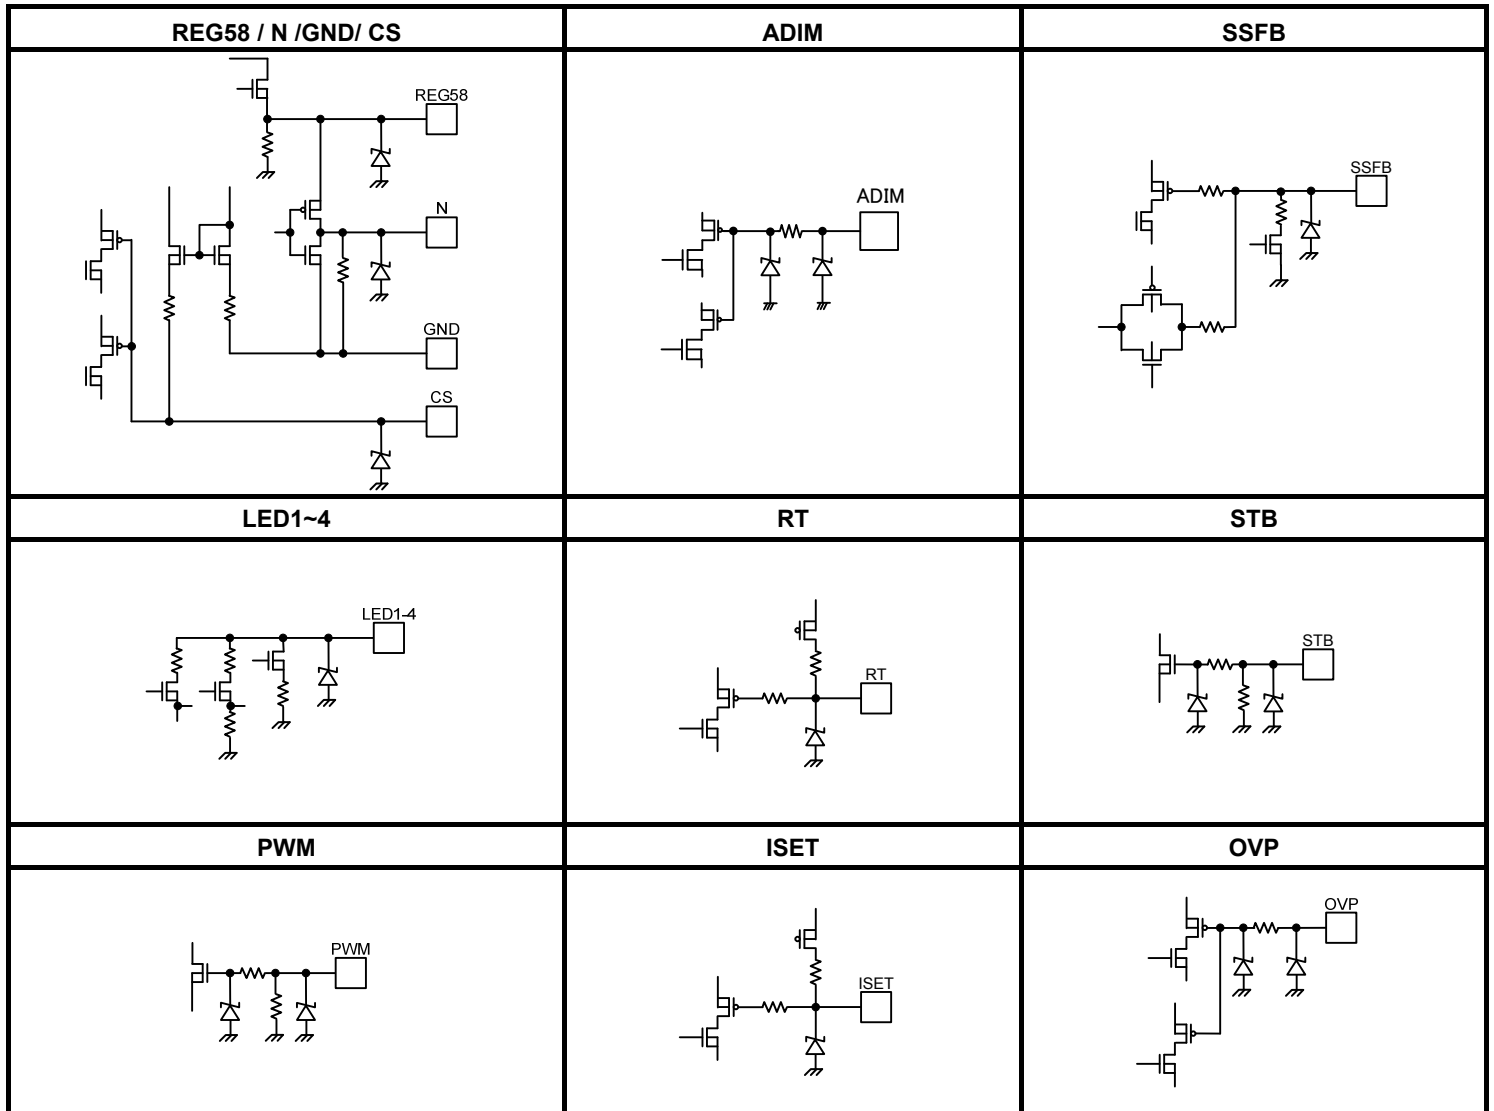 REG58 / N /GND/ CS
ADIM
SSFB
REG58
N
GND
CS
ADIM
SSFB
LED1~4
RT
STB
LED1-4
RT
STB
PWM
ISET
OVP
PWM
ISET
OVP